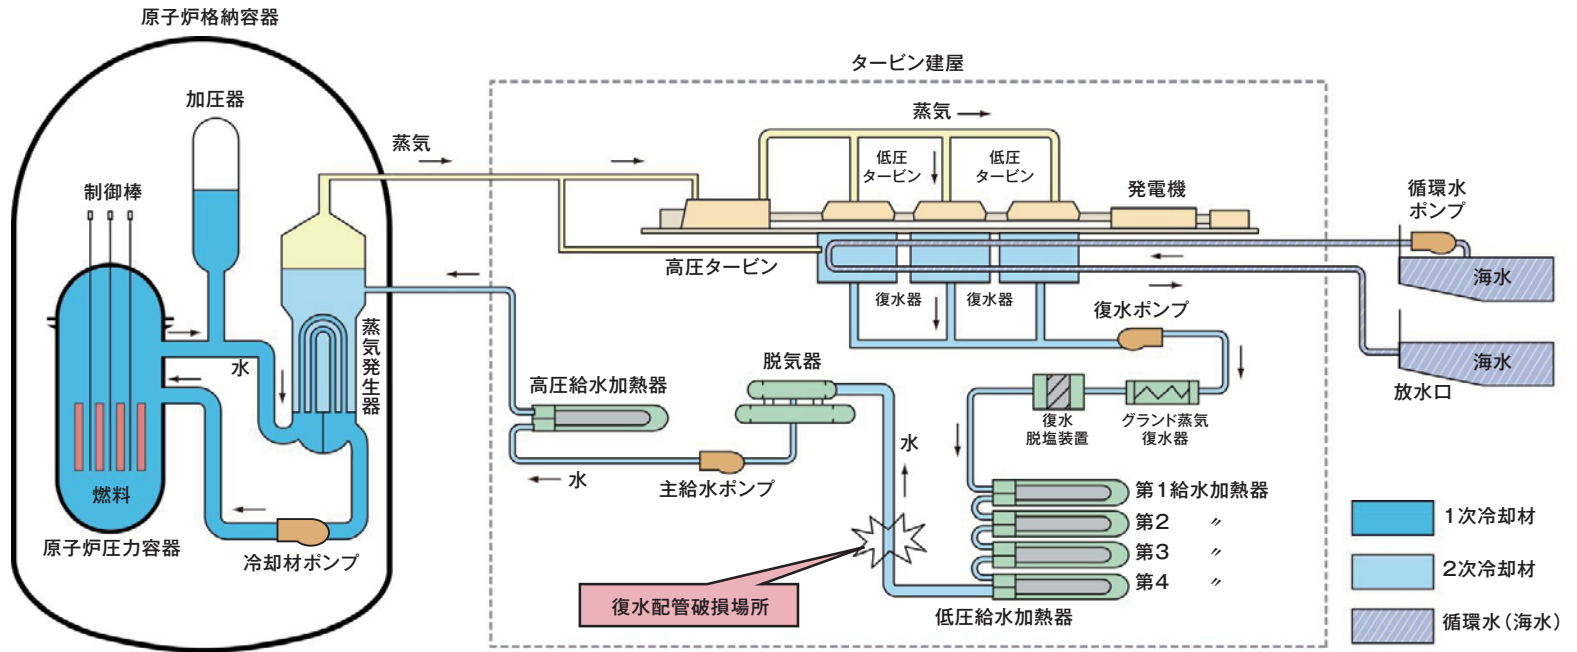 原子炉格納容器
タービン建屋
加圧器
蒸気
蒸気
制御棒
低圧
タービン
低圧
タービン
発電機
循環水
ポンプ
高圧タービン
海水
復水器
復水器
復水ポンプ
水
蒸気発生器
脱気器
高圧給水加熱器
海水
放水口
復水
脱塩装置
グランド蒸気
復水器
水
水
主給水ポンプ
燃料
原子炉圧力容器
冷却材ポンプ
第1給水加熱器
第2 〃
第3 〃
第4 〃
低圧給水加熱器
復水配管破損場所
1次冷却材
2次冷却材
循環水(海水)